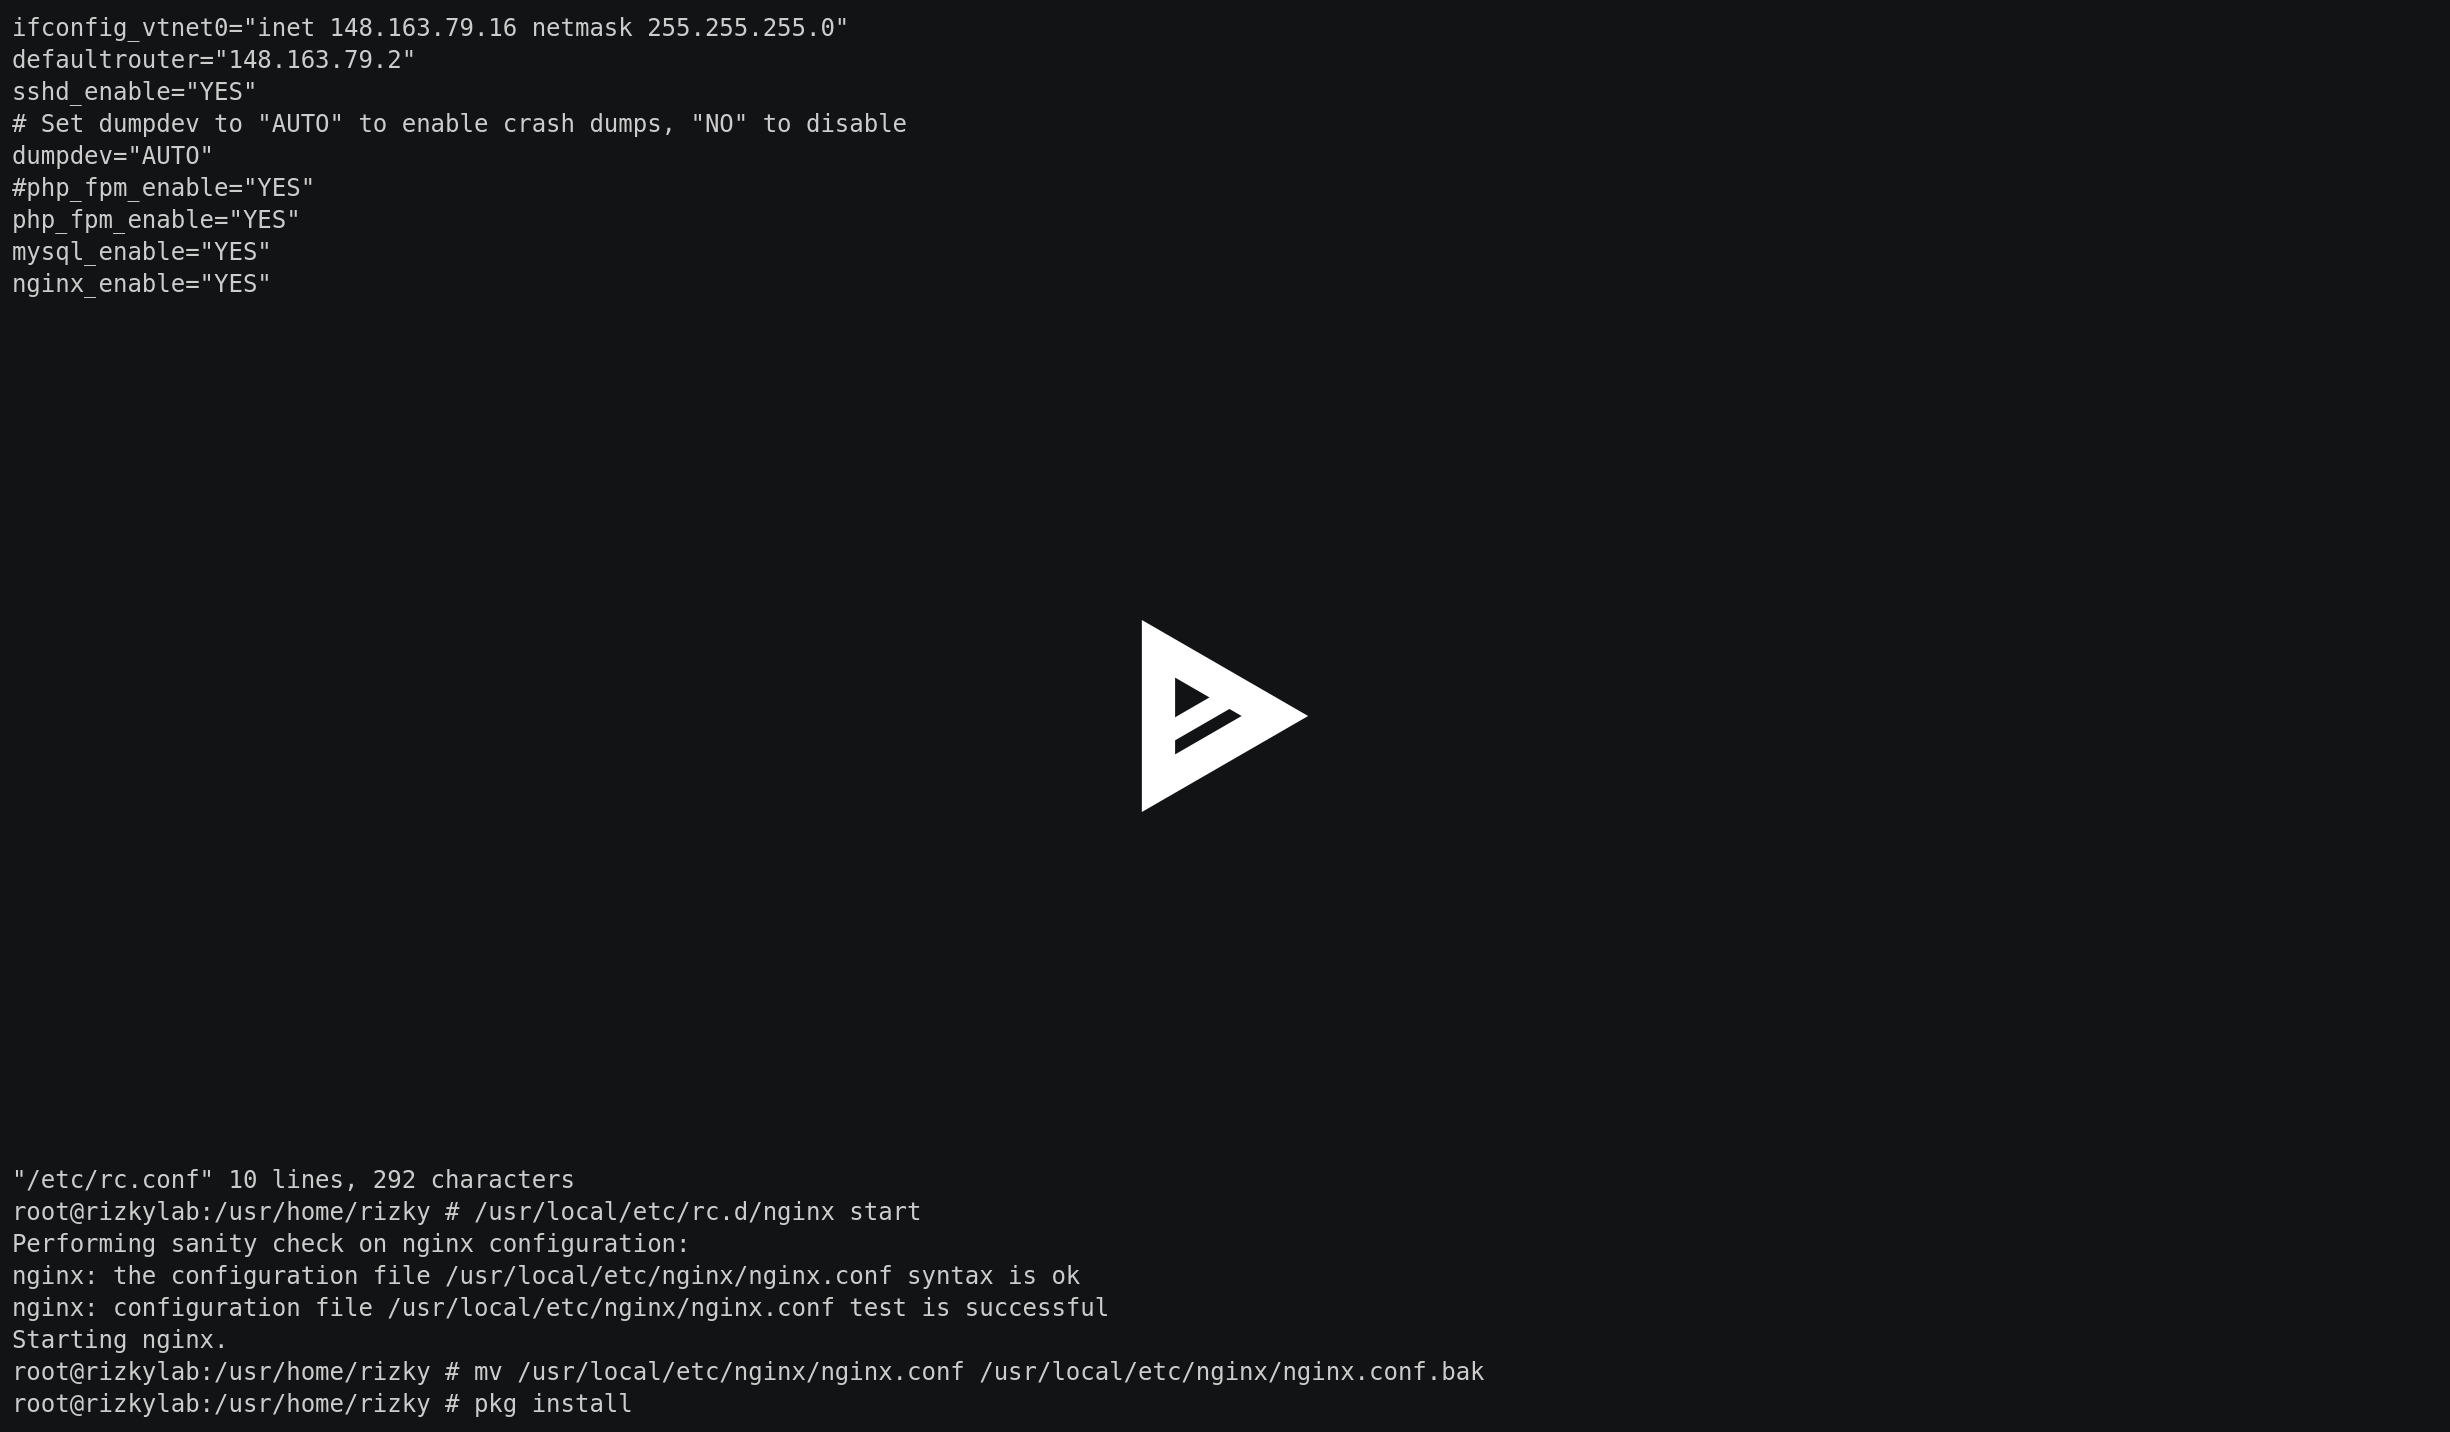 ifconfig_vtnet0="inet 148.163.79.16 netmask 255.255.255.0"
defaultrouter="148.163.79.2"
sshd_enable="YES"
# Set dumpdev to "AUTO" to enable crash dumps, "NO" to disable
dumpdev="AUTO"
#php_fpm_enable="YES"
php_fpm_enable="YES"
mysql_enable="YES"
nginx_enable="YES"
"/etc/rc.conf" 10 lines, 292 characters
root@rizkylab:/usr/home/rizky # /usr/local/etc/rc.d/nginx start
Performing sanity check on nginx configuration:
nginx: the configuration file /usr/local/etc/nginx/nginx.conf syntax is ok
nginx: configuration file /usr/local/etc/nginx/nginx.conf test is successful
Starting nginx.
root@rizkylab:/usr/home/rizky # mv /usr/local/etc/nginx/nginx.conf /usr/local/etc/nginx/nginx.conf.bak
root@rizkylab:/usr/home/rizky # pkg install